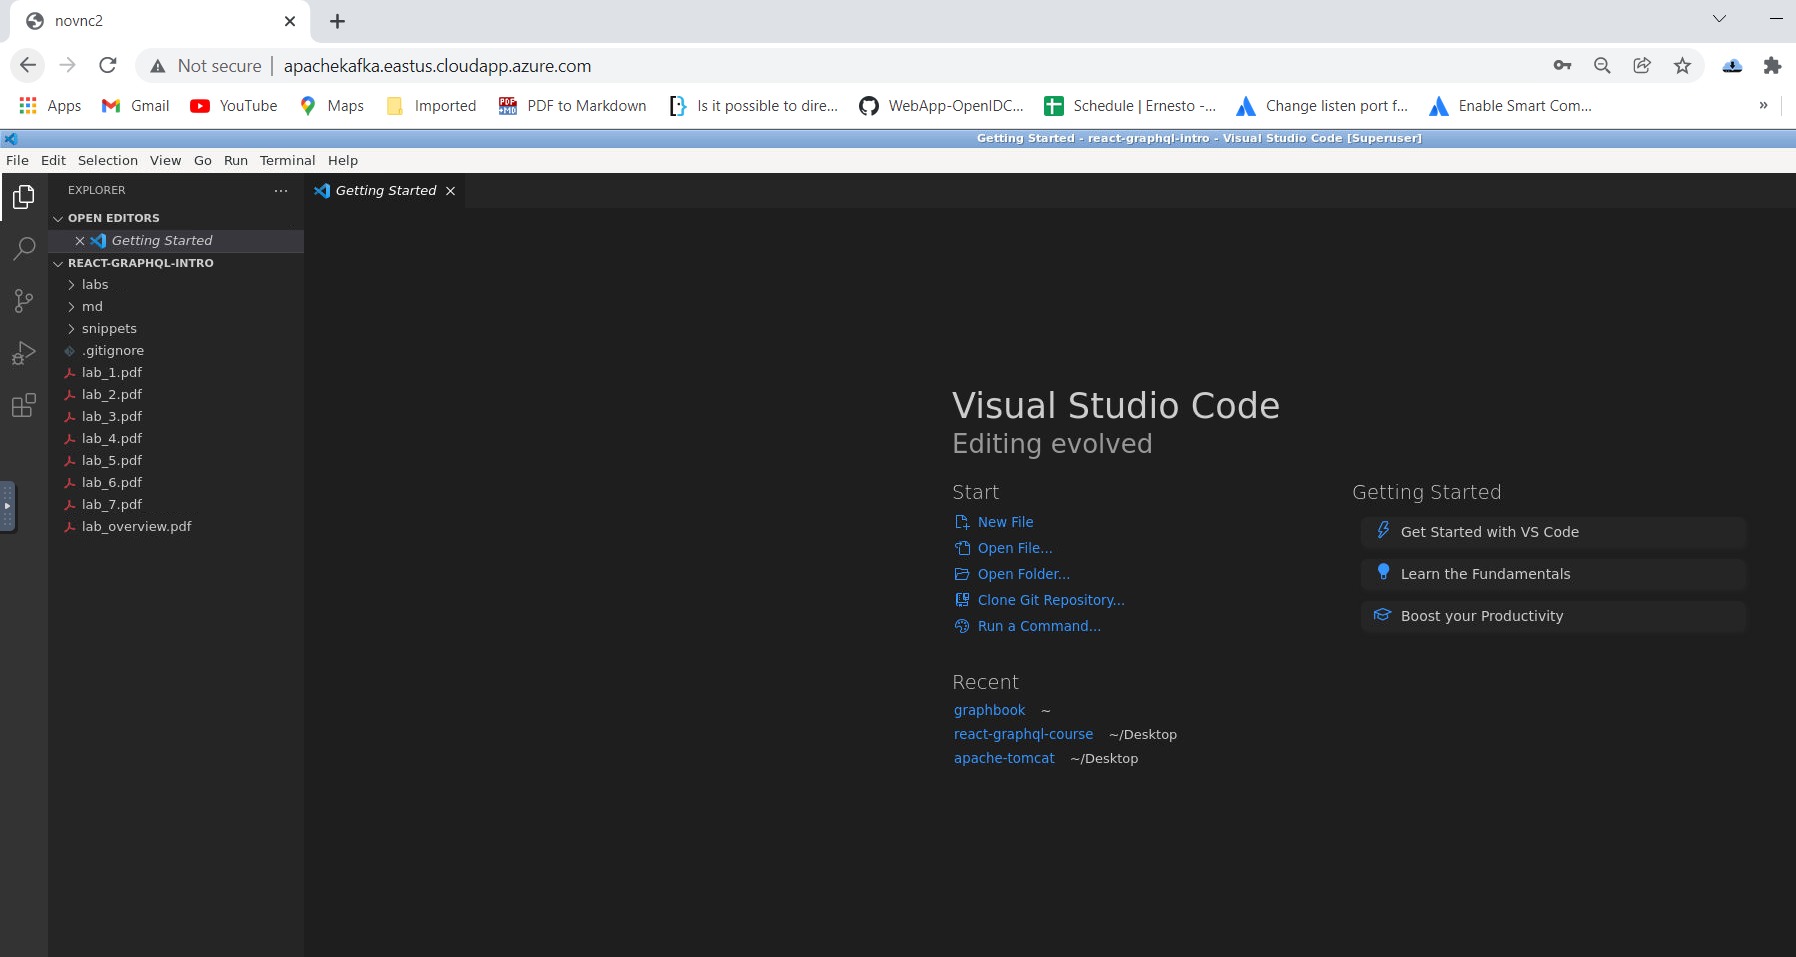 novnc2
Not secure | apachekafka.eastus.cloudapp.azure.com
Apps Gmail YouTube Maps Imported PDF to Markdown Is it possible to dire... WebApp-OpenIDC... Schedule | Ernesto -... Change listen port f... Enable Smart Com... »
Getting Started - react-graphql-intro - Visual Studio Code [Superuser]
File Edit Selection View Go Run Terminal Help
EXPLORER ...
Getting Started
OPEN EDITORS
Getting Started
REACT-GRAPHQL-INTRO
labs
md
snippets
.gitignore
lab_1.pdf
lab_2.pdf
lab_3.pdf
lab_4.pdf
lab_5.pdf
lab_6.pdf
lab_7.pdf
lab_overview.pdf
Visual Studio Code
Editing evolved
Start
New File
Open File...
Open Folder...
Clone Git Repository...
Run a Command...
Recent
graphbook ~
react-graphql-course ~/Desktop
apache-tomcat ~/Desktop
Getting Started
Get Started with VS Code
Learn the Fundamentals
Boost your Productivity